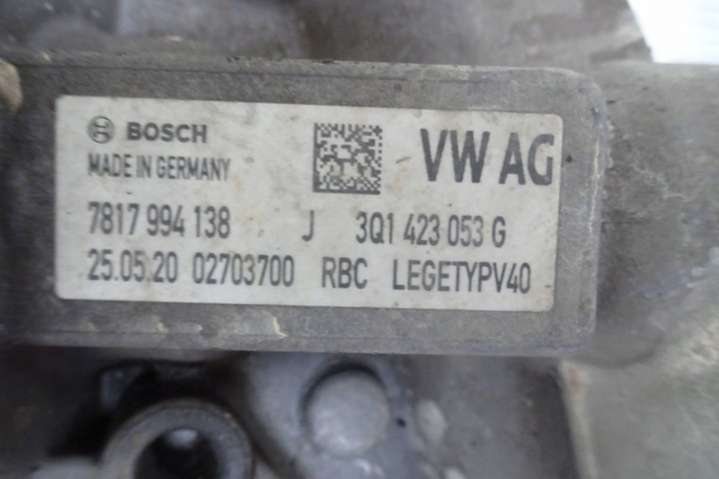 BOSCH
VW AG
MADE IN GERMANY
7817 994 138 J 3Q1 423 053 G
25.05.20 02703700 RBC LEGETYPV40